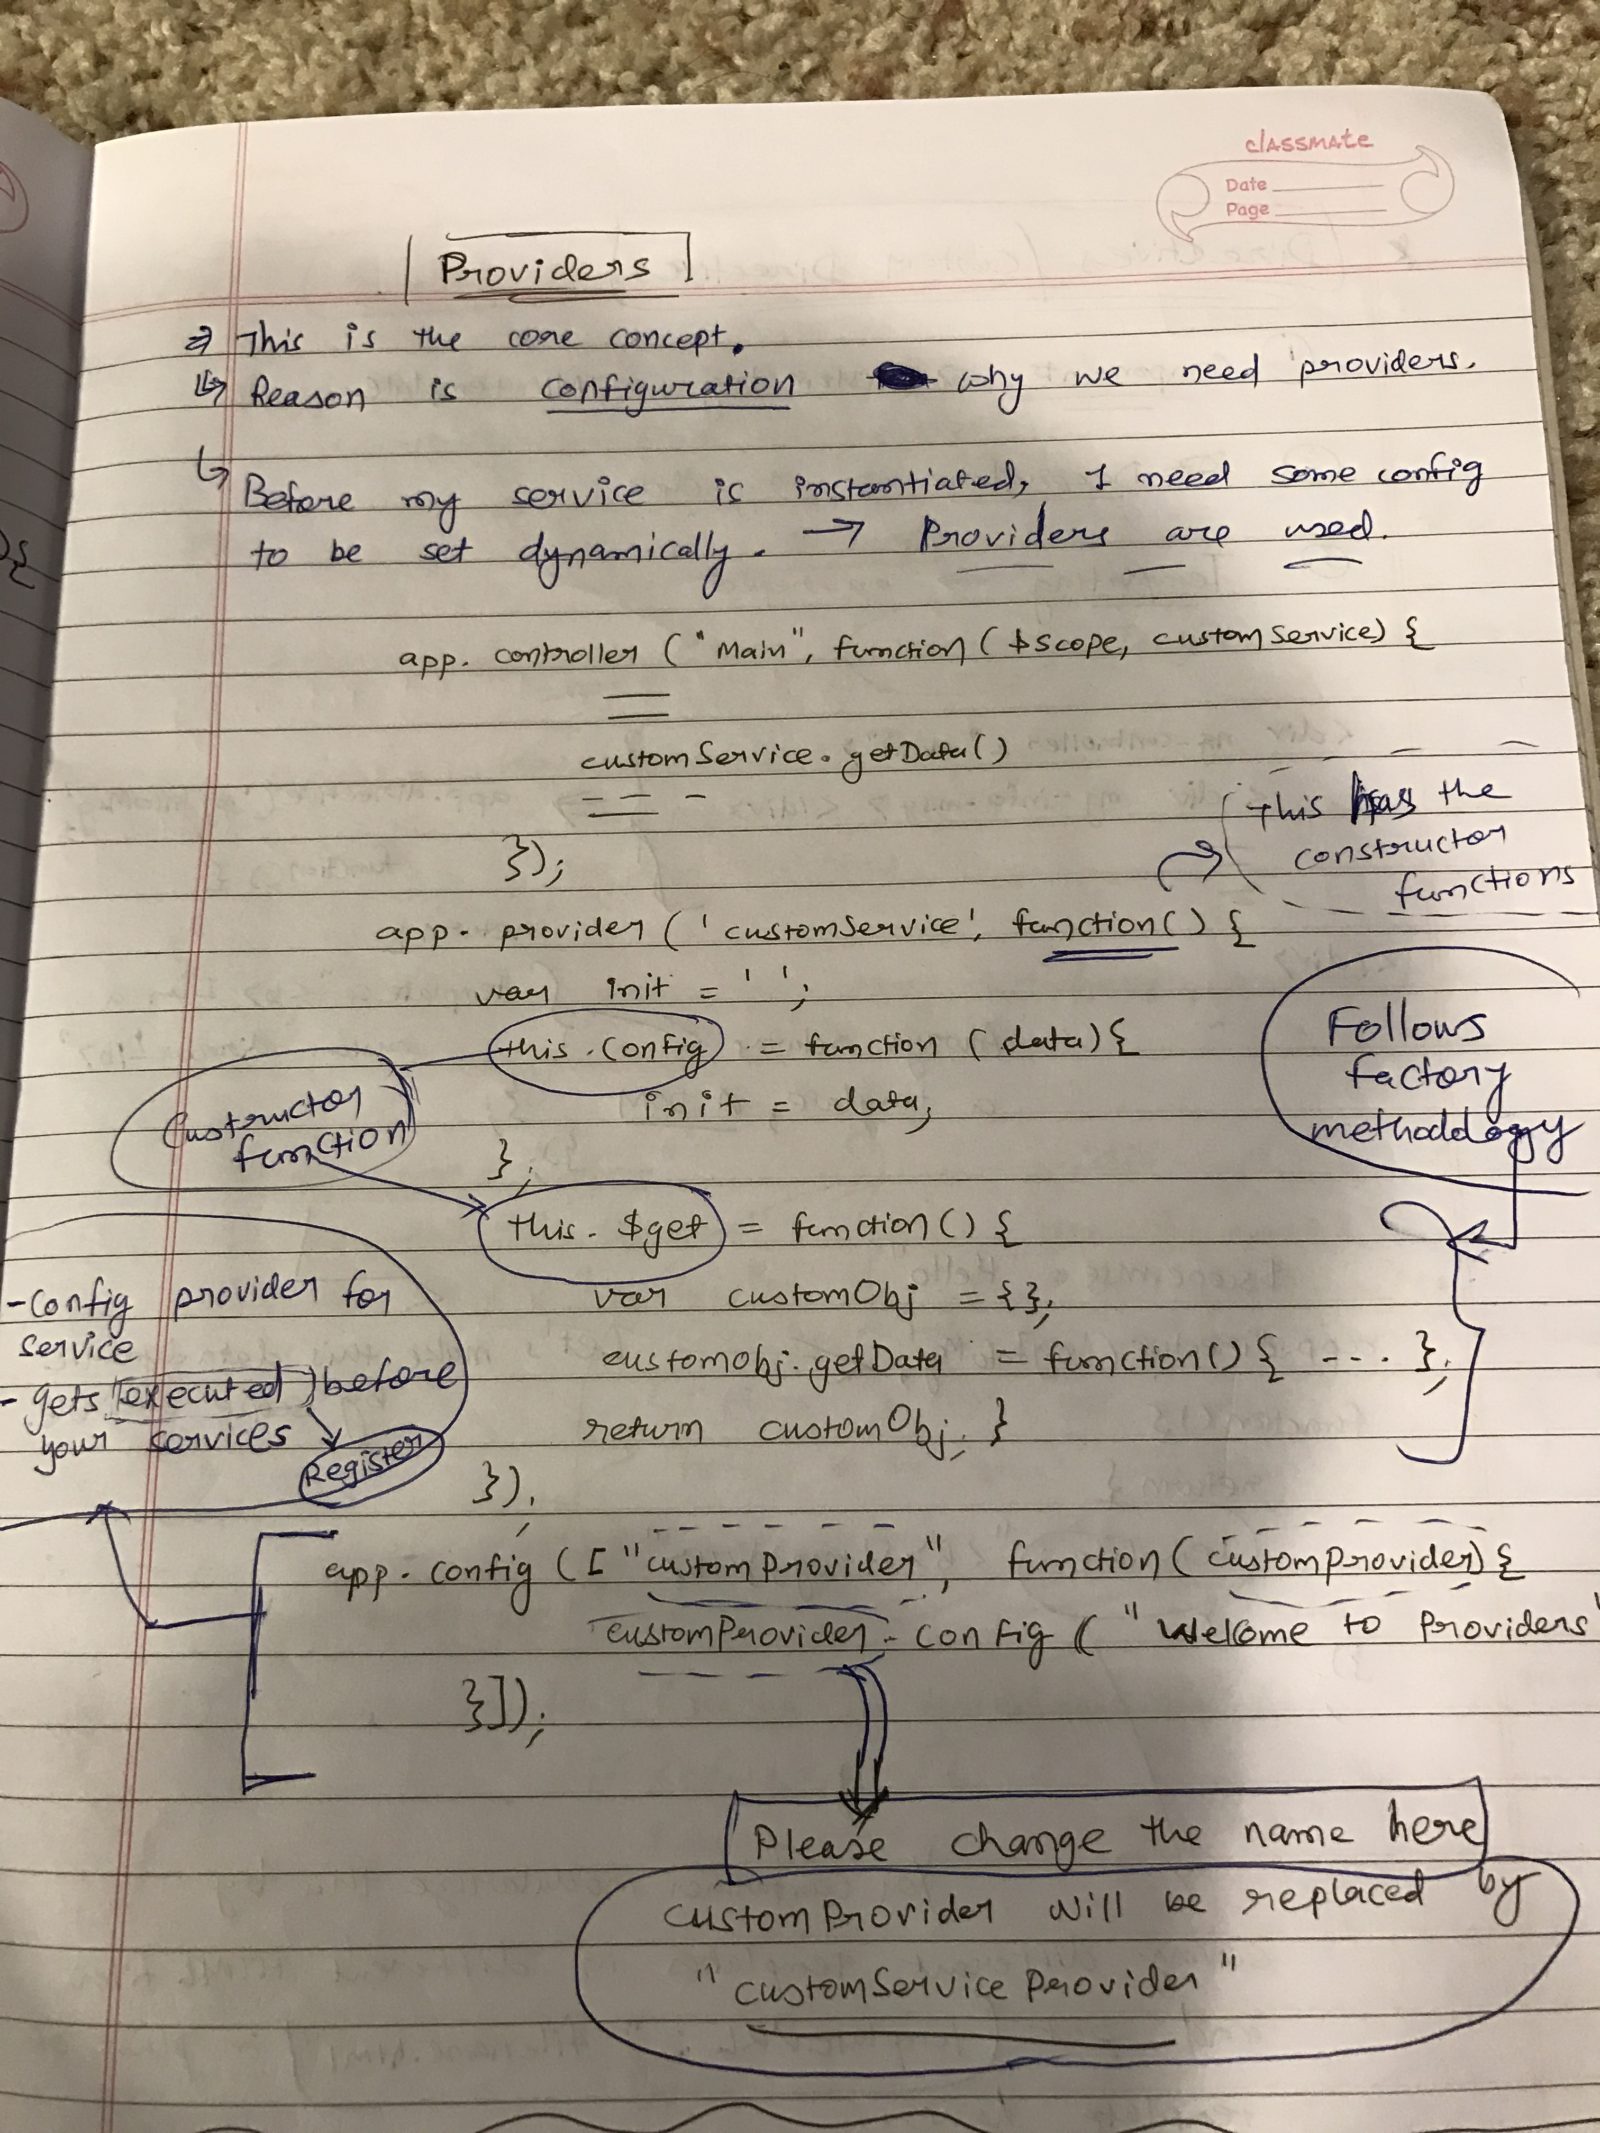 classmate
Date
Page
Providers
⇒ This is the core concept.
↳ Reason is configuration why we need providers.
↳ Before my service is instantiated, I need some config
to be set dynamically. → Providers are used.
app. controller ("Main", function ($scope, customService) {
customService. getData()
});
This has the
constructor
functions
app. provider ('customService', function() {
var init = ' ';
this.config = function (data) {
init = data;
};
Custructor
function
Follows
factory
methodology
this.$get = function() {
var customObj = {};
customobj.getData = function() { --- };
return customObj; }
});
-Config provider for
service
- gets executed before
your services
Register
app. config (["customProvider", function (customProvider) {
customProvider.config ("Welcome to Providers"
}]);
Please change the name here
customProvider will be replaced by
"customServiceProvider"